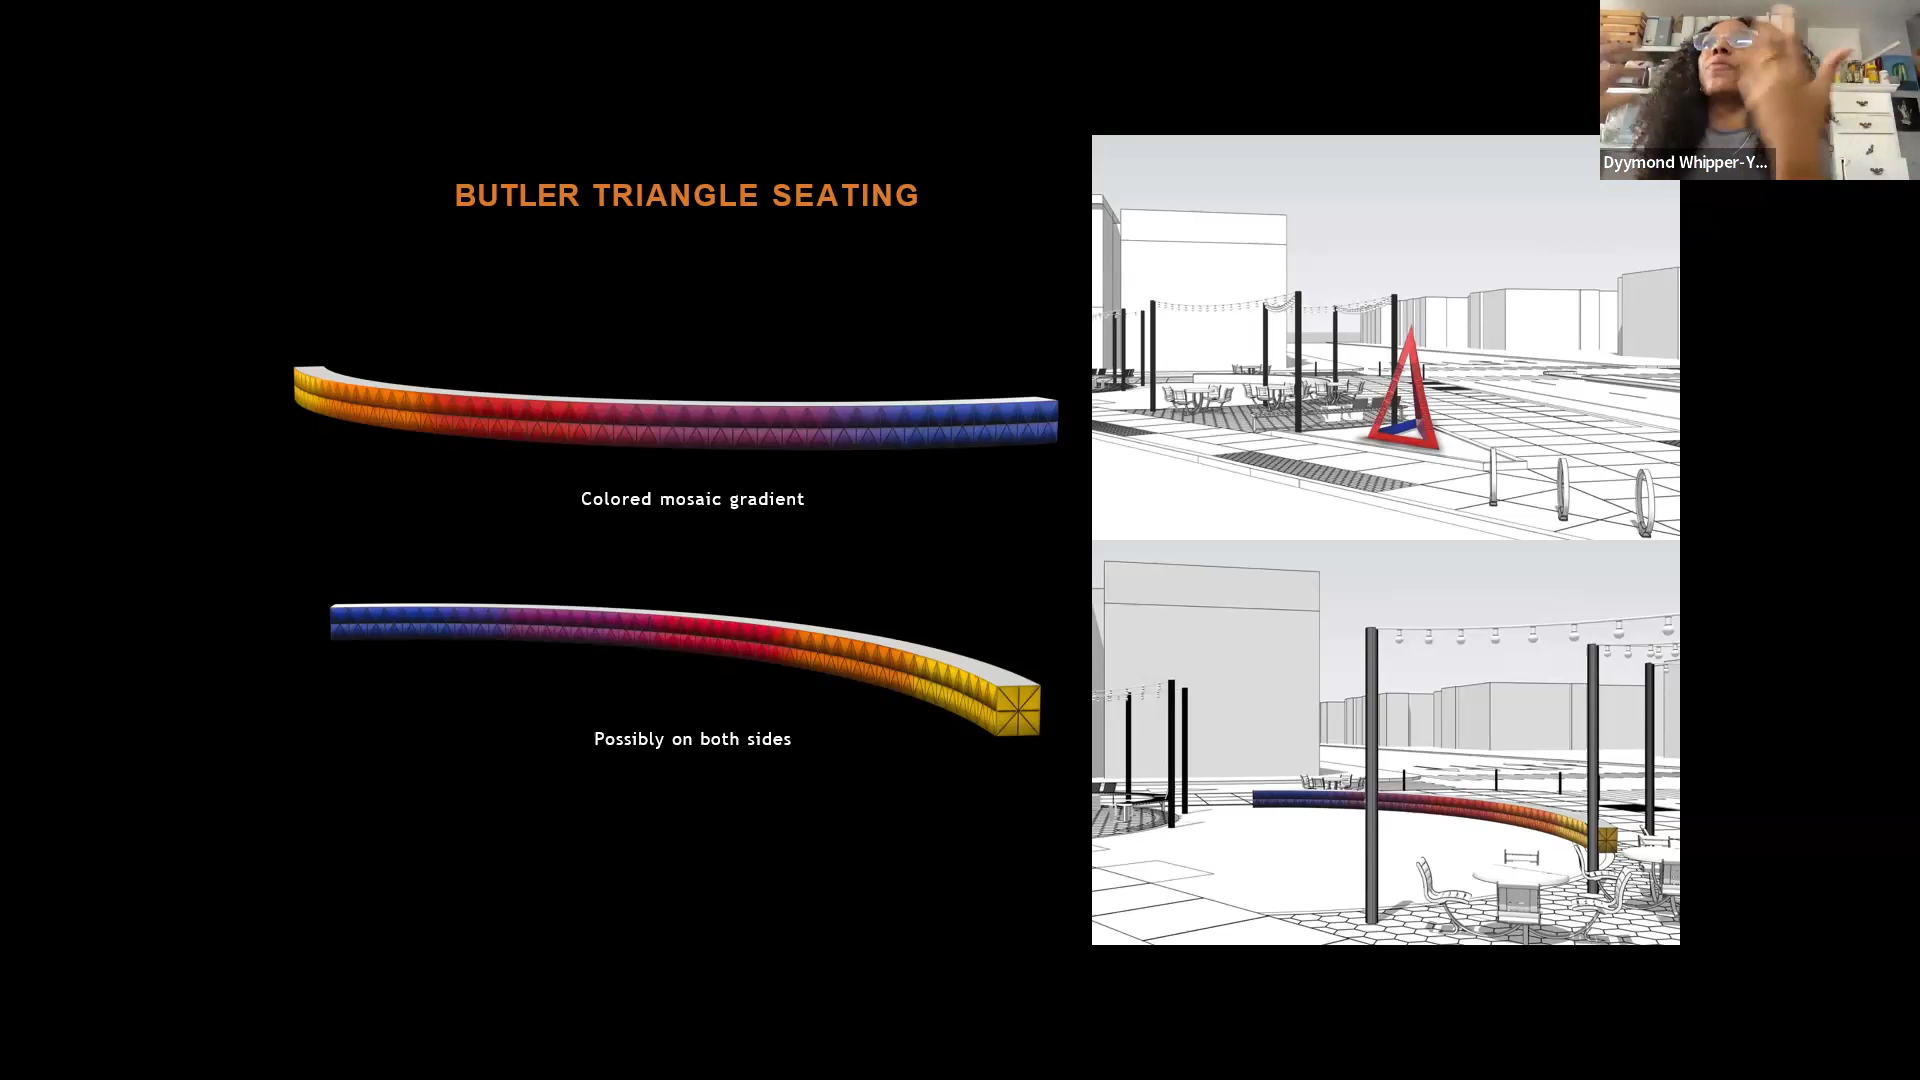 BUTLER TRIANGLE SEATING
Colored mosaic gradient
Possibly on both sides
Dyymond Whipper-Y...